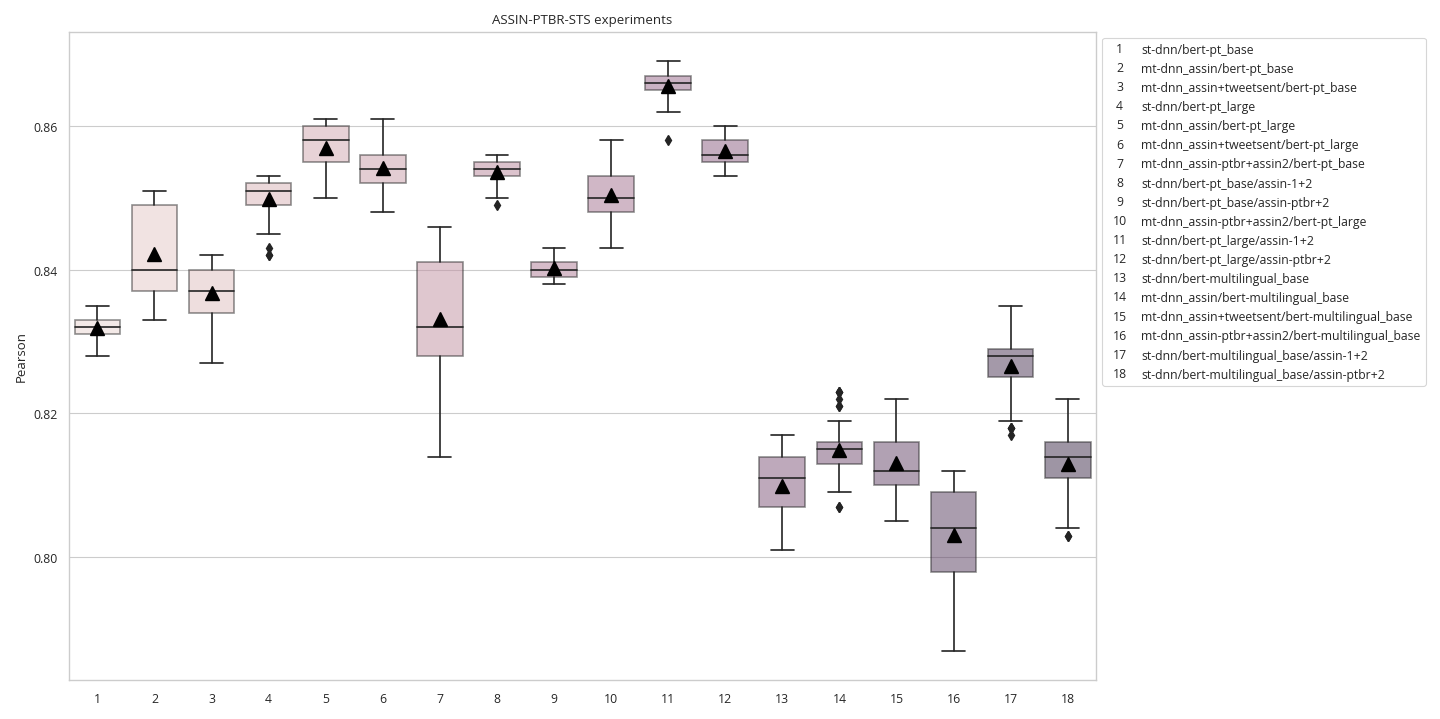 ASSIN-PTBR-STS experiments
Pearson
0.86
0.84
0.82
0.80
1 2 3 4 5 6 7 8 9 10 11 12 13 14 15 16 17 18
1 st-dnn/bert-pt_base
2 mt-dnn_assin/bert-pt_base
3 mt-dnn_assin+tweetsent/bert-pt_base
4 st-dnn/bert-pt_large
5 mt-dnn_assin/bert-pt_large
6 mt-dnn_assin+tweetsent/bert-pt_large
7 mt-dnn_assin-ptbr+assin2/bert-pt_base
8 st-dnn/bert-pt_base/assin-1+2
9 st-dnn/bert-pt_base/assin-ptbr+2
10 mt-dnn_assin-ptbr+assin2/bert-pt_large
11 st-dnn/bert-pt_large/assin-1+2
12 st-dnn/bert-pt_large/assin-ptbr+2
13 st-dnn/bert-multilingual_base
14 mt-dnn_assin/bert-multilingual_base
15 mt-dnn_assin+tweetsent/bert-multilingual_base
16 mt-dnn_assin-ptbr+assin2/bert-multilingual_base
17 st-dnn/bert-multilingual_base/assin-1+2
18 st-dnn/bert-multilingual_base/assin-ptbr+2